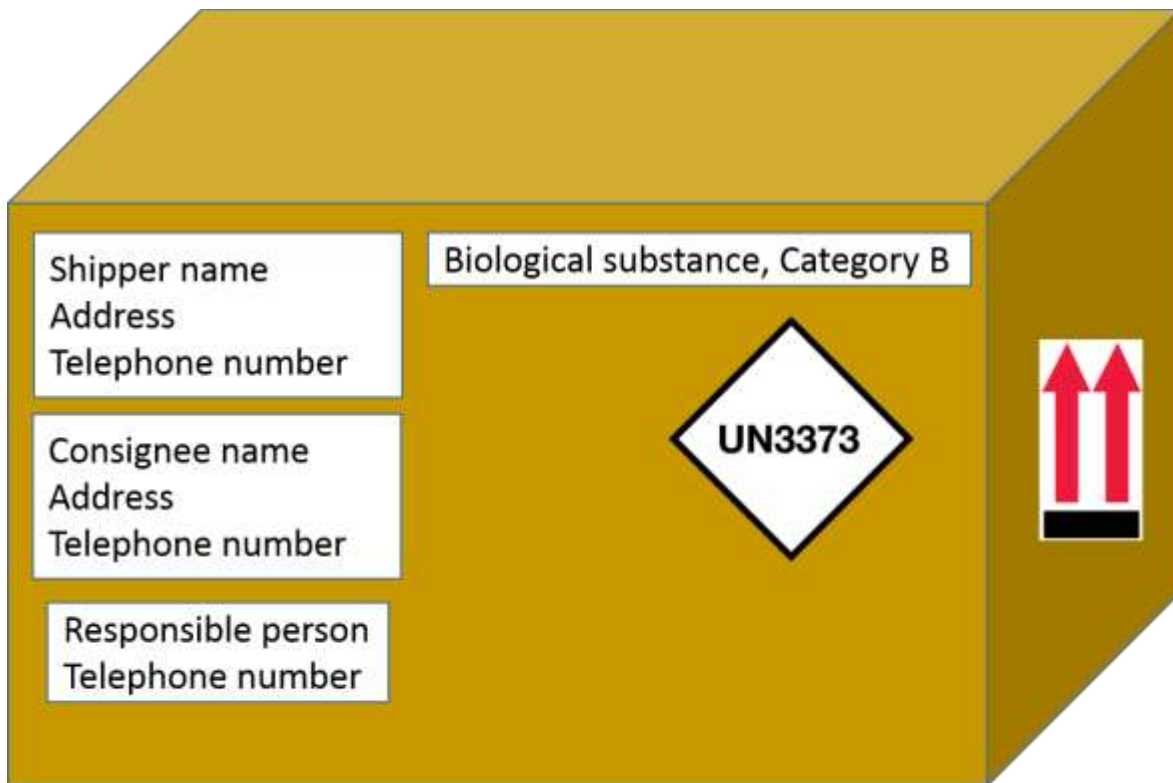 Shipper name
Address
Telephone number
Biological substance, Category B
Consignee name
Address
Telephone number
UN3373
Responsible person
Telephone number